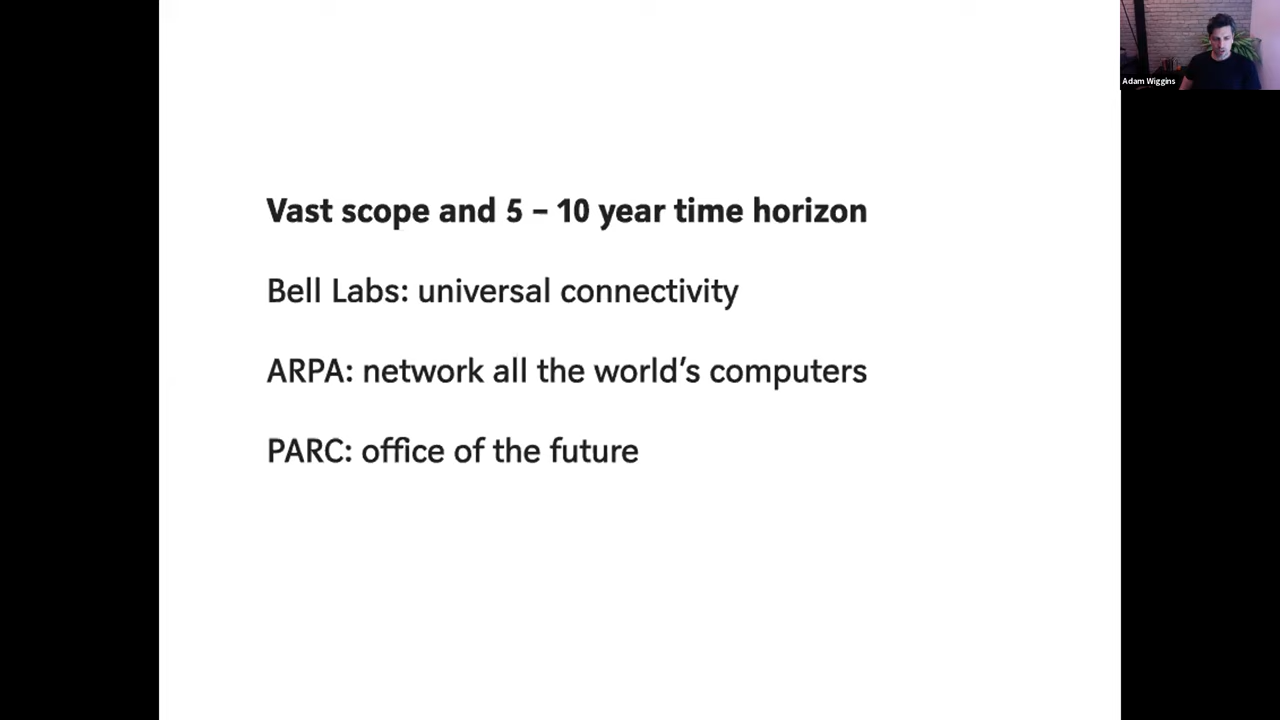 Adam Wiggins
Vast scope and 5 – 10 year time horizon
Bell Labs: universal connectivity
ARPA: network all the world’s computers
PARC: office of the future